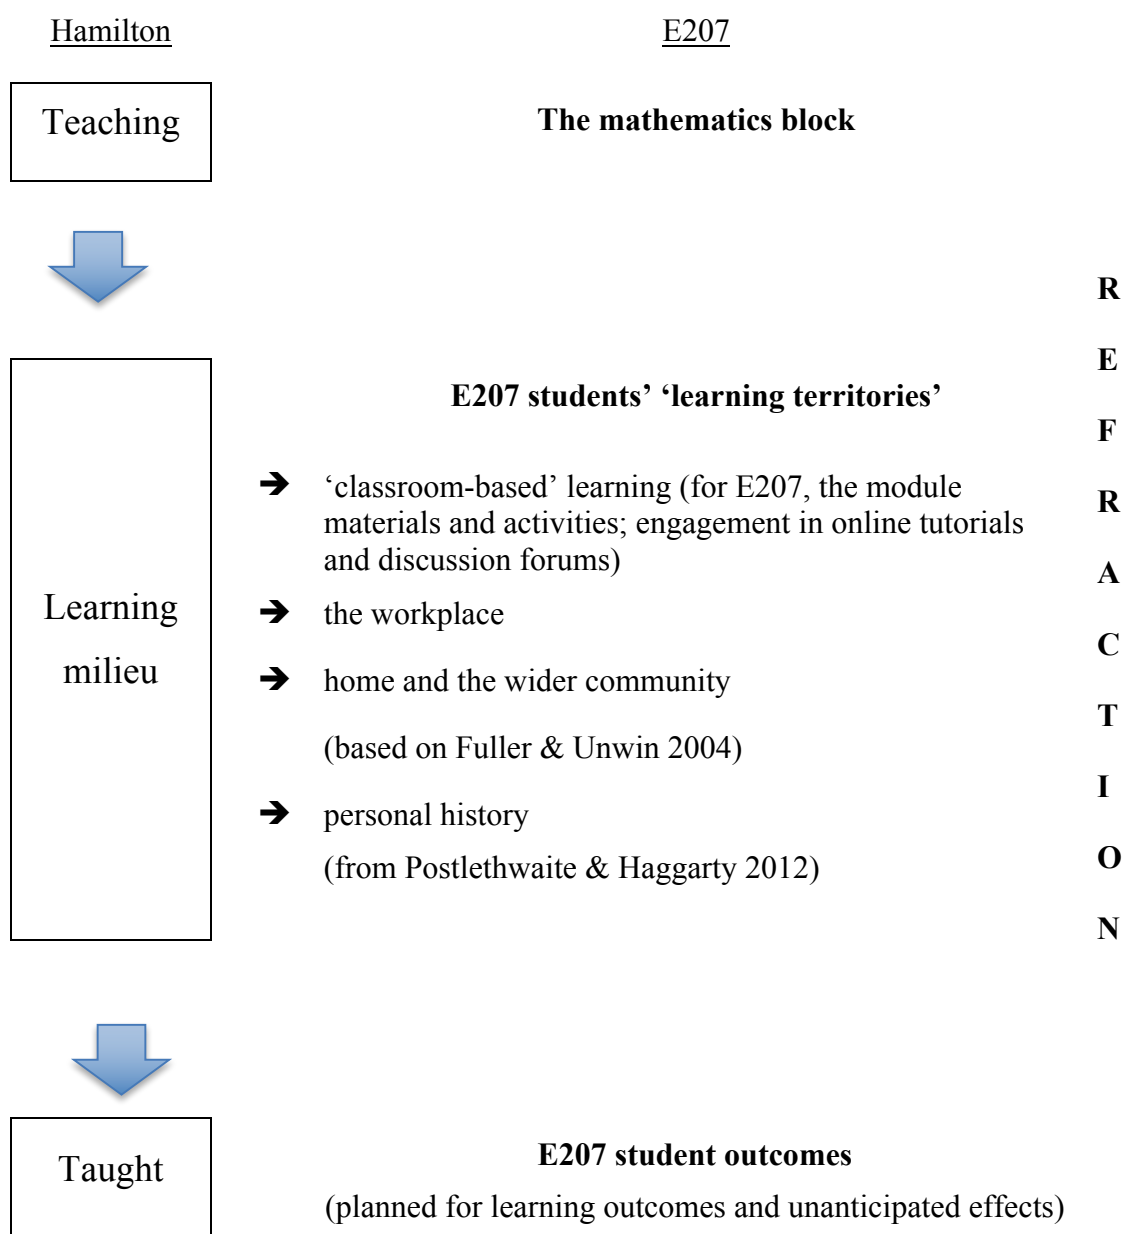 Hamilton
E207
Teaching
The mathematics block
Learning
milieu
E207 students’ ‘learning territories’
‘classroom-based’ learning (for E207, the module
materials and activities; engagement in online tutorials
and discussion forums)
the workplace
home and the wider community
(based on Fuller & Unwin 2004)
personal history
(from Postlethwaite & Haggarty 2012)
R
E
F
R
A
C
T
I
O
N
Taught
E207 student outcomes
(planned for learning outcomes and unanticipated effects)